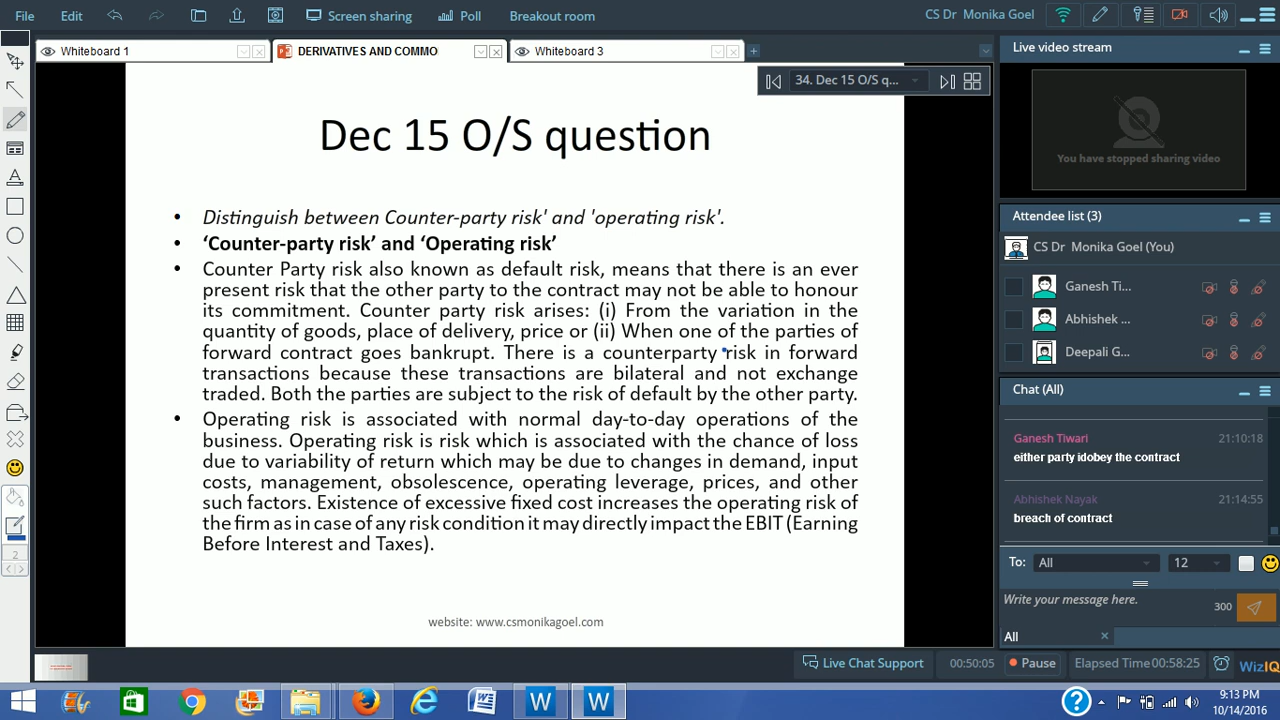 File Edit Screen sharing Poll Breakout room CS Dr Monika Goel
Whiteboard 1 DERIVATIVES AND COMMO Whiteboard 3
34. Dec 15 O/S q...
Dec 15 O/S question
• Distinguish between Counter-party risk' and 'operating risk'.
• ‘Counter-party risk’ and ‘Operating risk’
• Counter Party risk also known as default risk, means that there is an ever
present risk that the other party to the contract may not be able to honour
its commitment. Counter party risk arises: (i) From the variation in the
quantity of goods, place of delivery, price or (ii) When one of the parties of
forward contract goes bankrupt. There is a counterparty risk in forward
transactions because these transactions are bilateral and not exchange
traded. Both the parties are subject to the risk of default by the other party.
• Operating risk is associated with normal day-to-day operations of the
business. Operating risk is risk which is associated with the chance of loss
due to variability of return which may be due to changes in demand, input
costs, management, obsolescence, operating leverage, prices, and other
such factors. Existence of excessive fixed cost increases the operating risk of
the firm as in case of any risk condition it may directly impact the EBIT (Earning
Before Interest and Taxes).
website: www.csmonikagoel.com
2
Live video stream
You have stopped sharing video
Attendee list (3)
CS Dr Monika Goel (You)
Ganesh Ti...
Abhishek ...
Deepali G...
Chat (All)
Ganesh Tiwari 21:10:18
either party idobey the contract
Abhishek Nayak 21:14:55
breach of contract
To: All 12
Write your message here. 300
All
Live Chat Support 00:50:05 Pause Elapsed Time 00:58:25 WizIQ
9:13 PM
10/14/2016